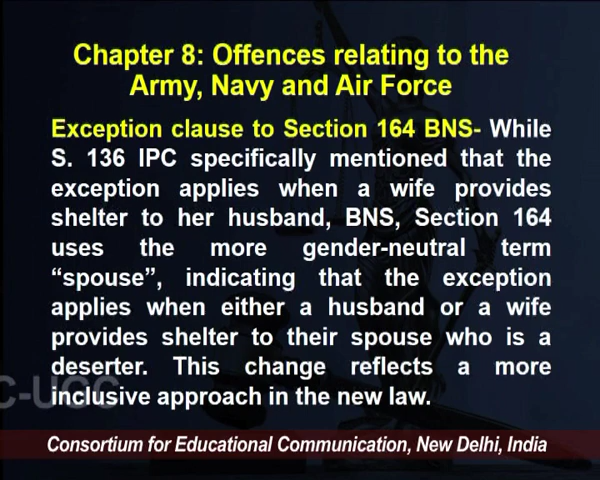 Chapter 8: Offences relating to the
Army, Navy and Air Force
Exception clause to Section 164 BNS- While
S. 136 IPC specifically mentioned that the
exception applies when a wife provides
shelter to her husband, BNS, Section 164
uses the more gender-neutral term
“spouse”, indicating that the exception
applies when either a husband or a wife
provides shelter to their spouse who is a
deserter. This change reflects a more
inclusive approach in the new law.
Consortium for Educational Communication, New Delhi, India